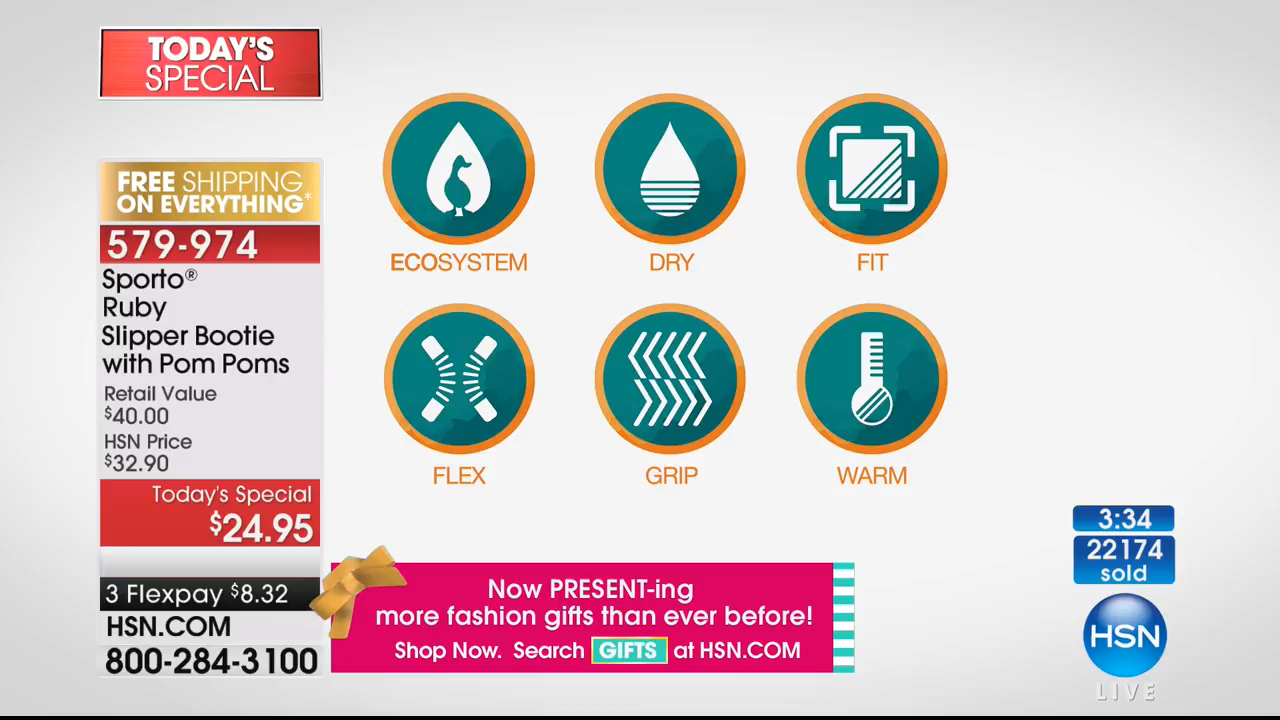 TODAY'S
SPECIAL
FREE SHIPPING
ON EVERYTHING*
579-974
Sporto®
Ruby
Slipper Bootie
with Pom Poms
Retail Value
$40.00
HSN Price
$32.90
Today's Special
$24.95
3 Flexpay $8.32
HSN.COM
800-284-3100
ECOSYSTEM
DRY
FIT
FLEX
GRIP
WARM
Now PRESENT-ing
more fashion gifts than ever before!
Shop Now. Search GIFTS at HSN.COM
3:34
22174
sold
HSN
LIVE